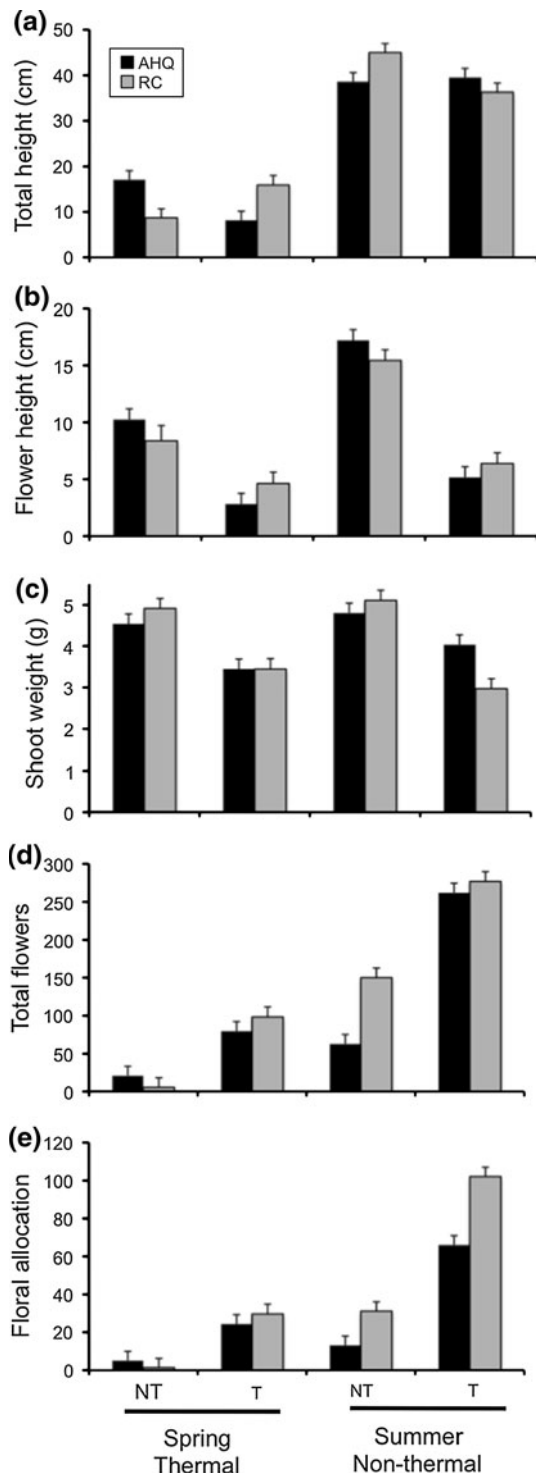 (a)
50
40
30
20
10
0
Total height (cm)
AHQ
RC
(b)
20
15
10
5
0
Flower height (cm)
(c)
5
4
3
2
1
0
Shoot weight (g)
(d)
300
250
200
150
100
50
0
Total flowers
(e)
120
100
80
60
40
20
0
Floral allocation
NT T NT T
Spring Summer
Thermal Non-thermal